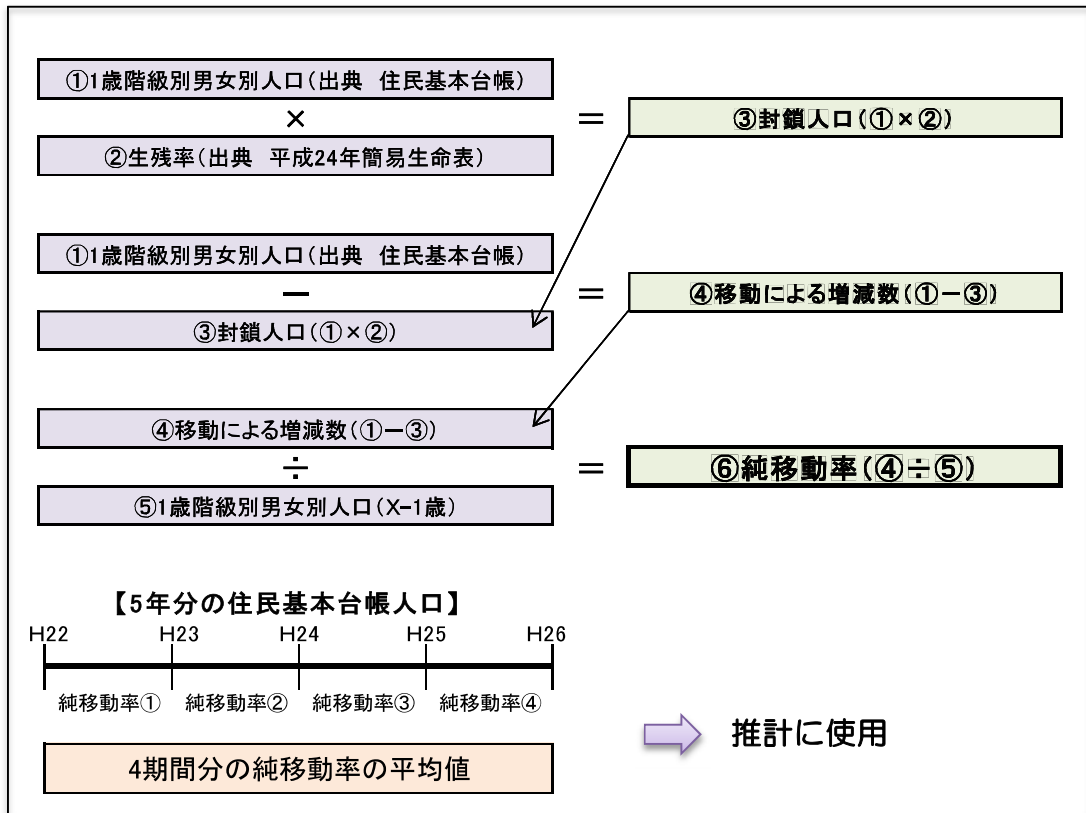 ①1歳階級別男女別人口(出典　住民基本台帳)
×
②生残率(出典　平成24年簡易生命表)
＝
③封鎖人口(①×②)
①1歳階級別男女別人口(出典　住民基本台帳)
－
③封鎖人口(①×②)
＝
④移動による増減数(①－③)
④移動による増減数(①－③)
÷
⑤1歳階級別男女別人口(X-1歳)
＝
⑥純移動率(④÷⑤)
【5年分の住民基本台帳人口】
H22 H23 H24 H25 H26
純移動率① 純移動率② 純移動率③ 純移動率④
4期間分の純移動率の平均値
推計に使用